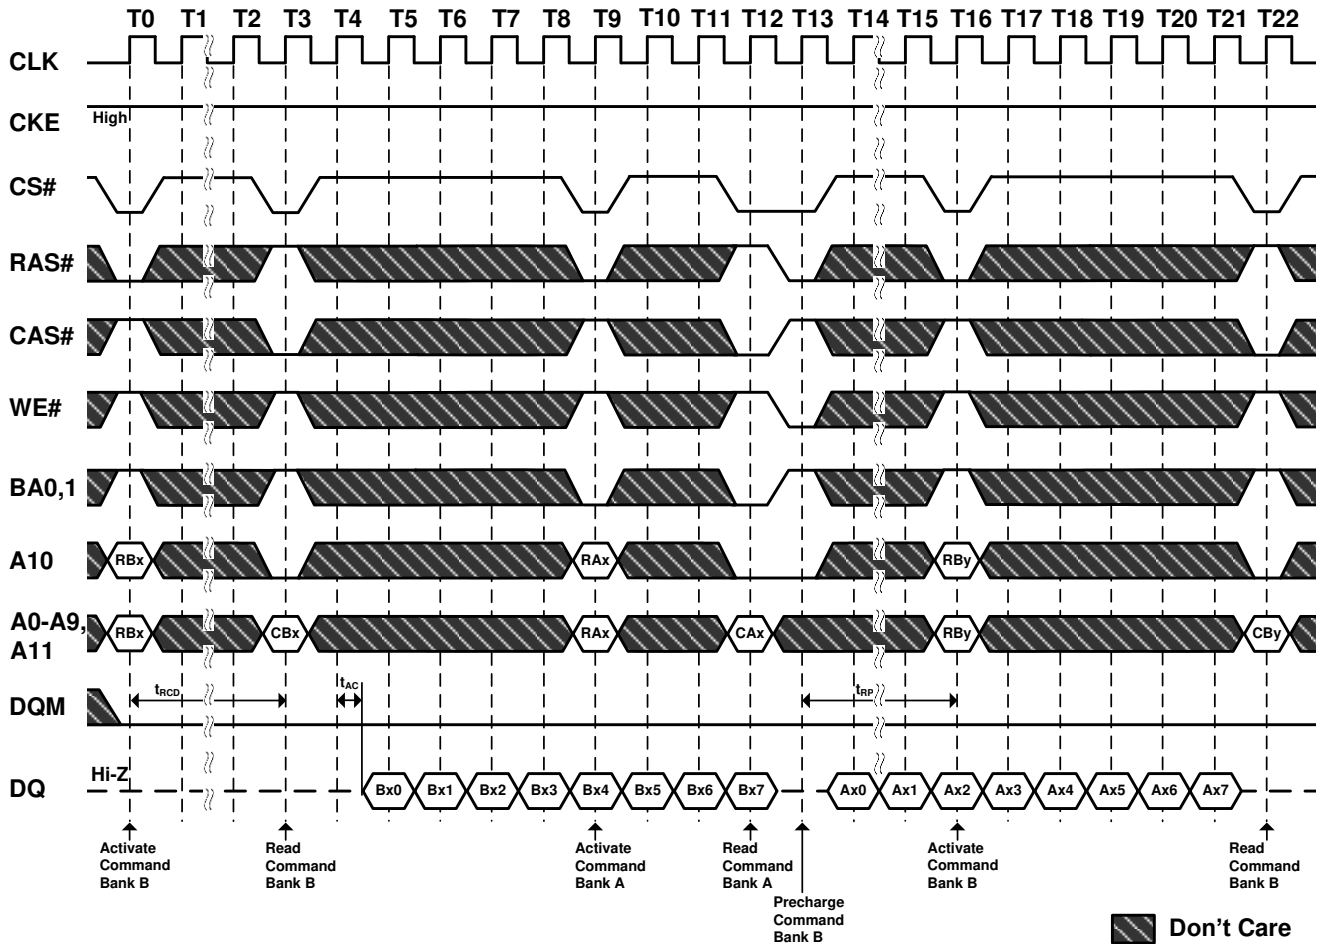 T0 T1 T2 T3 T4 T5 T6 T7 T8 T9 T10 T11 T12 T13 T14 T15 T16 T17 T18 T19 T20 T21 T22
CLK
CKE High
CS#
RAS#
CAS#
WE#
BA0,1
A10 RBx RAx RBy
A0-A9,
A11
RBx CBx RAx CAx RBy CBy
DQM tRCD tAC tRP
DQ Hi-Z Bx0 Bx1 Bx2 Bx3 Bx4 Bx5 Bx6 Bx7 Ax0 Ax1 Ax2 Ax3 Ax4 Ax5 Ax6 Ax7
Activate
Command
Bank B
Read
Command
Bank B
Activate
Command
Bank A
Read
Command
Bank A
Precharge
Command
Bank B
Activate
Command
Bank B
Read
Command
Bank B
Don't Care